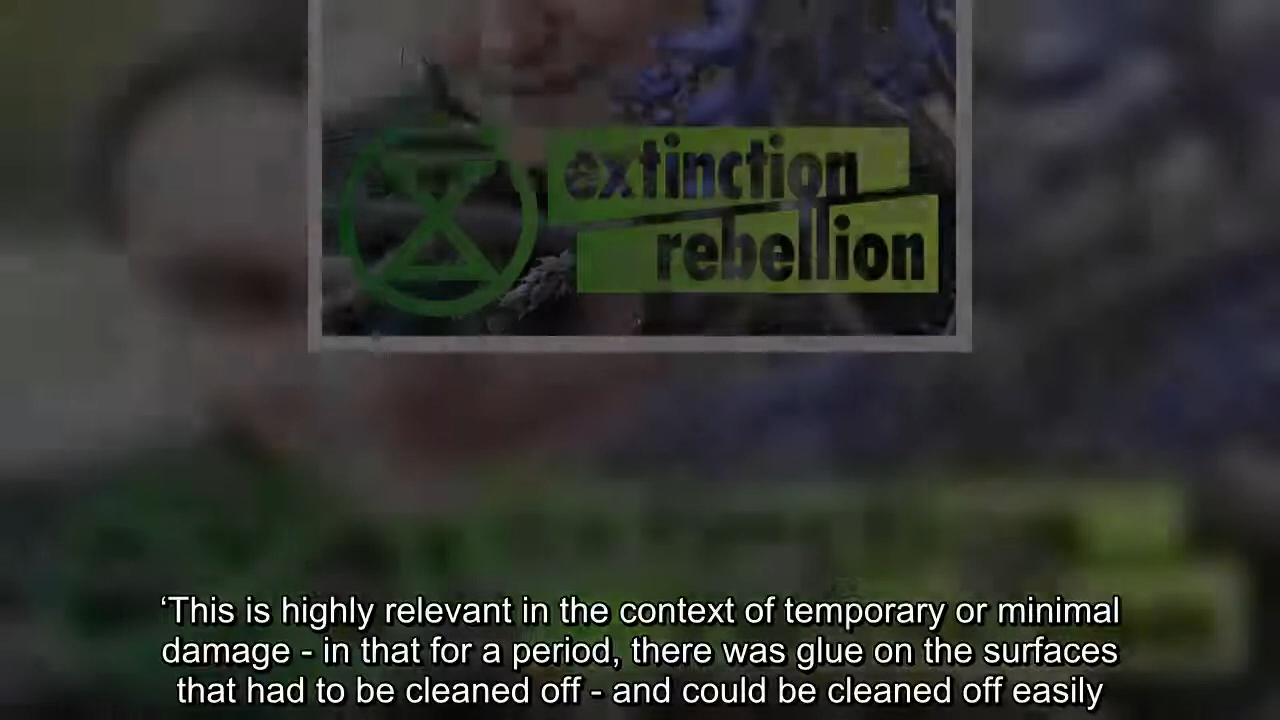 extinction
rebellion
‘This is highly relevant in the context of temporary or minimal
damage - in that for a period, there was glue on the surfaces
that had to be cleaned off - and could be cleaned off easily